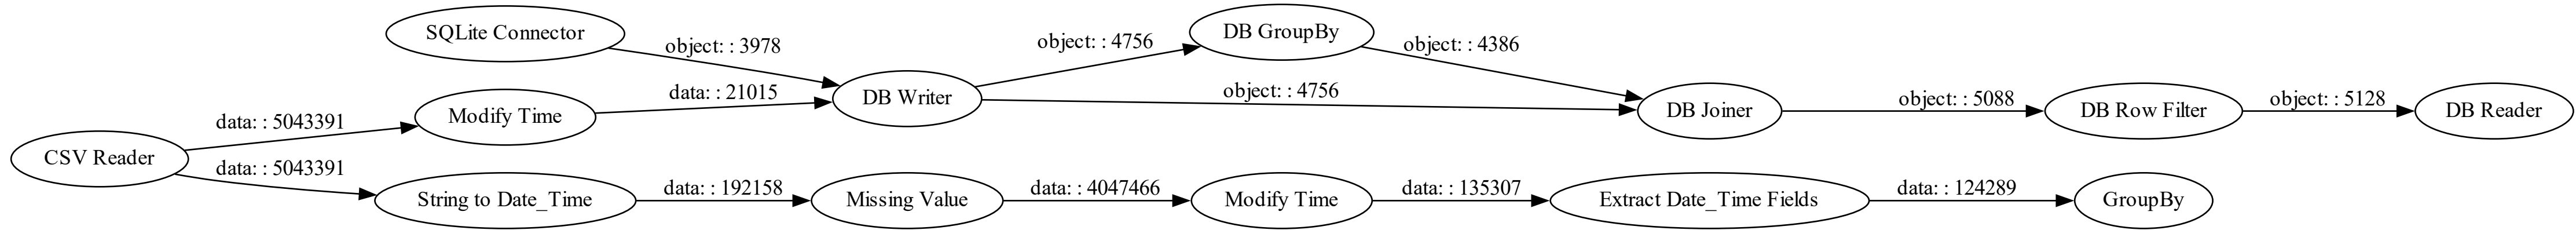 SQLite Connector
object: : 3978
DB GroupBy
object: : 4756
object: : 4386
CSV Reader
data: : 5043391
Modify Time
data: : 21015
DB Writer
object: : 4756
DB Joiner
object: : 5088
DB Row Filter
object: : 5128
DB Reader
data: : 5043391
String to Date_Time
data: : 192158
Missing Value
data: : 4047466
Modify Time
data: : 135307
Extract Date_Time Fields
data: : 124289
GroupBy